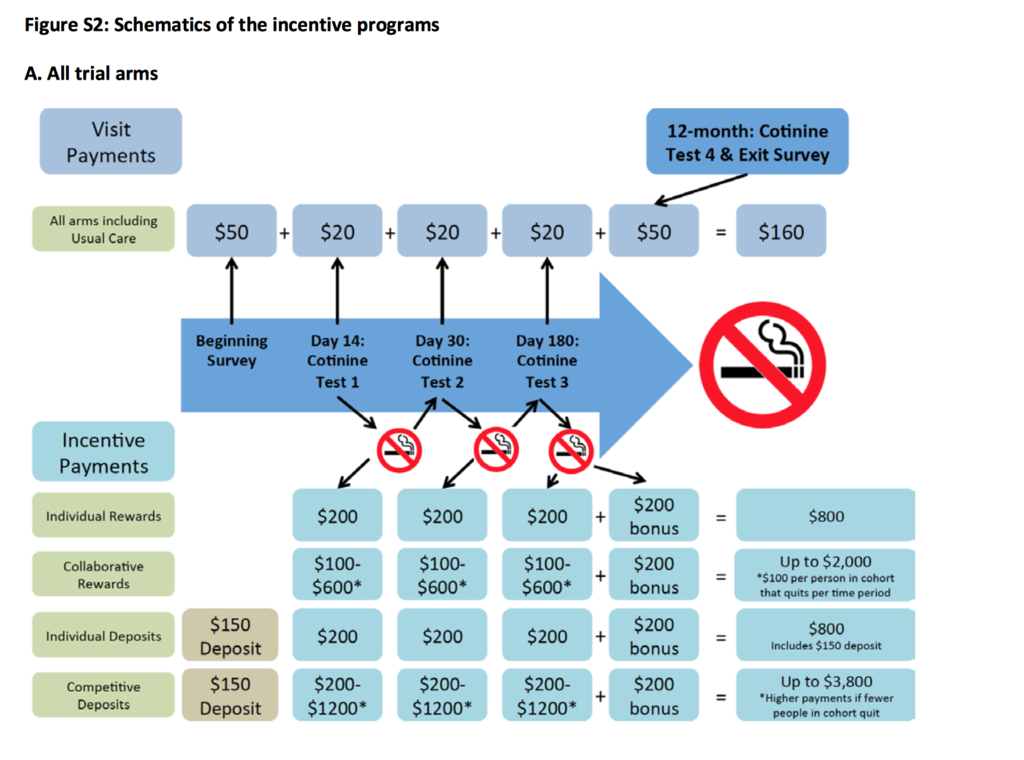 Figure S2: Schematics of the incentive programs
A. All trial arms
Visit
Payments
12-month: Cotinine
Test 4 & Exit Survey
All arms including
Usual Care
$50 + $20 + $20 + $20 + $50 = $160
Beginning
Survey
Day 14:
Cotinine
Test 1
Day 30:
Cotinine
Test 2
Day 180:
Cotinine
Test 3
Incentive
Payments
Individual Rewards
$200
$200
$200
+
$200
bonus
=
$800
Collaborative
Rewards
$100-
$600*
$100-
$600*
$100-
$600*
+
$200
bonus
=
Up to $2,000
*$100 per person in cohort
that quits per time period
Individual Deposits
$150
Deposit
$200
$200
$200
+
$200
bonus
=
$800
Includes $150 deposit
Competitive
Deposits
$150
Deposit
$200-
$1200*
$200-
$1200*
$200-
$1200*
+
$200
bonus
=
Up to $3,800
*Higher payments if fewer
people in cohort quit